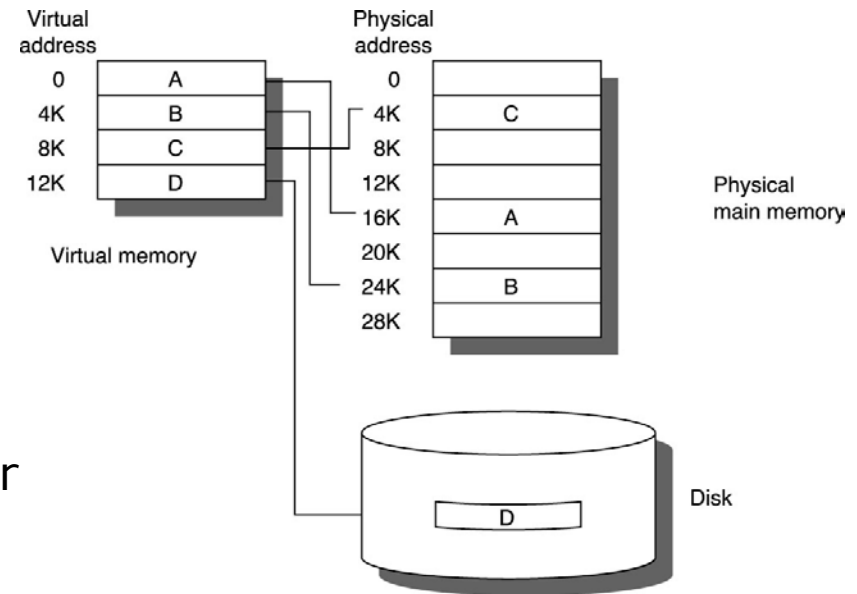 Virtual
address
0
A
4K
B
8K
C
12K
D
Virtual memory
Physical
address
0
4K
C
8K
12K
16K
A
20K
24K
B
28K
Physical
main memory
r
D
Disk